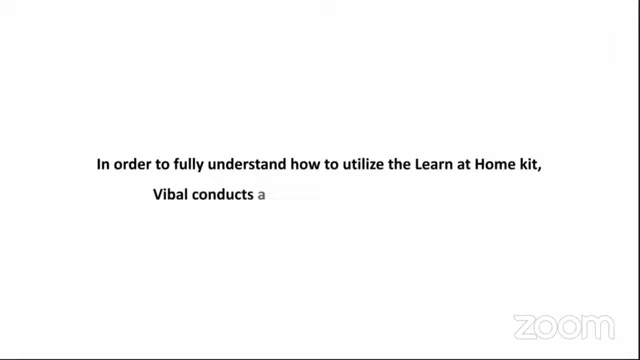 In order to fully understand how to utilize the Learn at Home kit,
Vibal conducts a
zoom